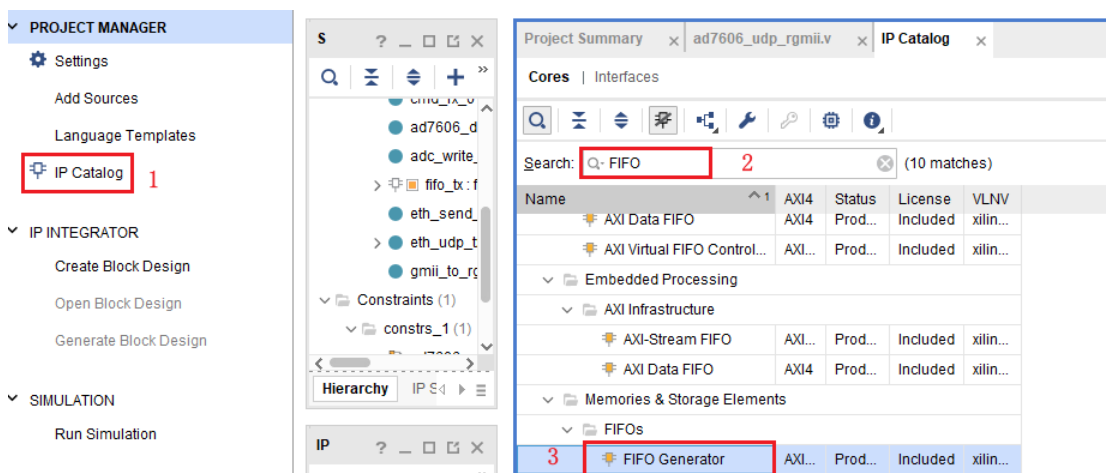 PROJECT MANAGER
Settings
Add Sources
Language Templates
IP Catalog
1
IP INTEGRATOR
Create Block Design
Open Block Design
Generate Block Design
SIMULATION
Run Simulation
S
? _ □
»
ad7606_d
adc_write_
fifo_tx : f
eth_send_
eth_udp_t
gmii_to_rg
Constraints (1)
constrs_1 (1)
Hierarchy IP S
IP
? _ □
Project Summary ad7606_udp_rgmii.v IP Catalog
Cores | Interfaces
Search: FIFO 2 (10 matches)
Name 1 AXI4 Status License VLNV
AXI Data FIFO AXI4 Prod... Included xilin...
AXI Virtual FIFO Control... AXI... Prod... Included xilin...
Embedded Processing
AXI Infrastructure
AXI-Stream FIFO AXI... Prod... Included xilin...
AXI Data FIFO AXI4 Prod... Included xilin...
Memories & Storage Elements
FIFOs
3 FIFO Generator AXI... Prod... Included xilin...